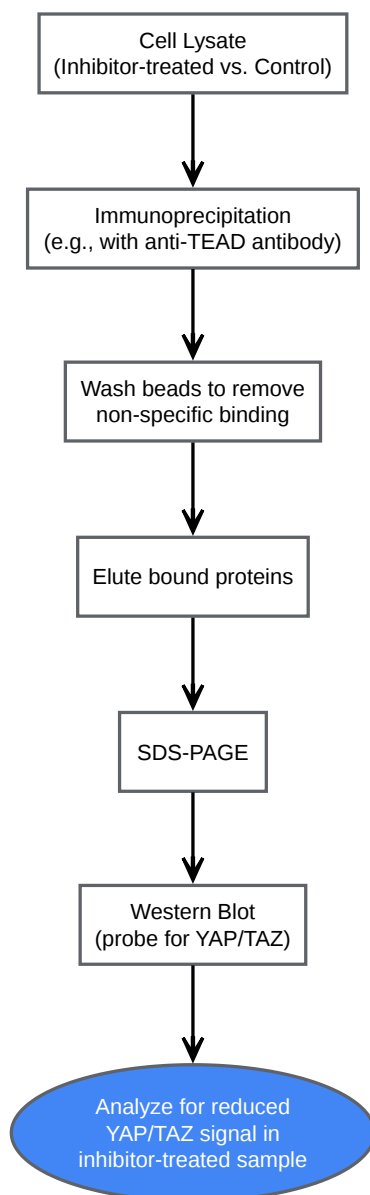 Cell Lysate
(Inhibitor-treated vs. Control)
Immunoprecipitation
(e.g., with anti-TEAD antibody)
Wash beads to remove
non-specific binding
Elute bound proteins
SDS-PAGE
Western Blot
(probe for YAP/TAZ)
Analyze for reduced
YAP/TAZ signal in
inhibitor-treated sample